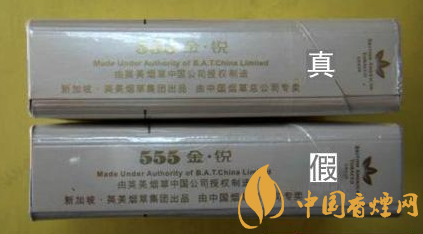 555 金·锐
Made Under Authority of B.A.T.China Limited
由英美烟草中国公司授权制造
新加坡·英美烟草集团出品 由中国烟草总公司专卖
真
555 金·锐
Made Under Authority of B.A.T.China Limited
由英美烟草中国公司授权制造
新加坡·英美烟草集团出品 由中国烟
假
中国香烟网